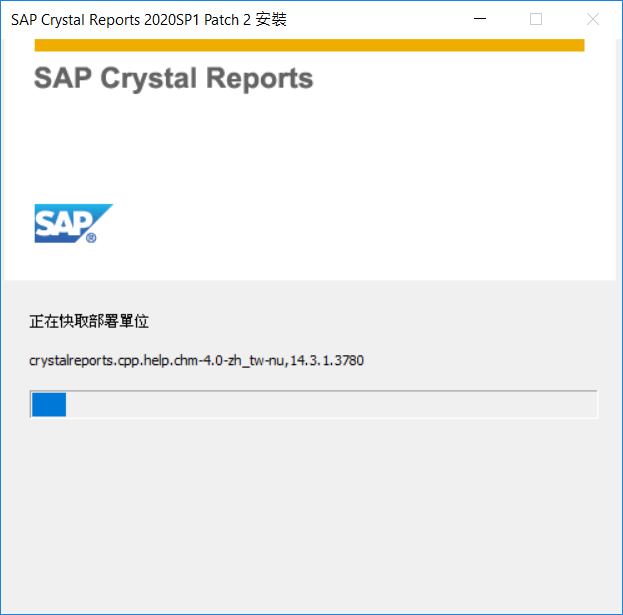 SAP Crystal Reports 2020SP1 Patch 2 安裝
SAP Crystal Reports
SAP®
正在快取部署單位
crystalreports.cpp.help.chm-4.0-zh_tw-nu,14.3.1.3780